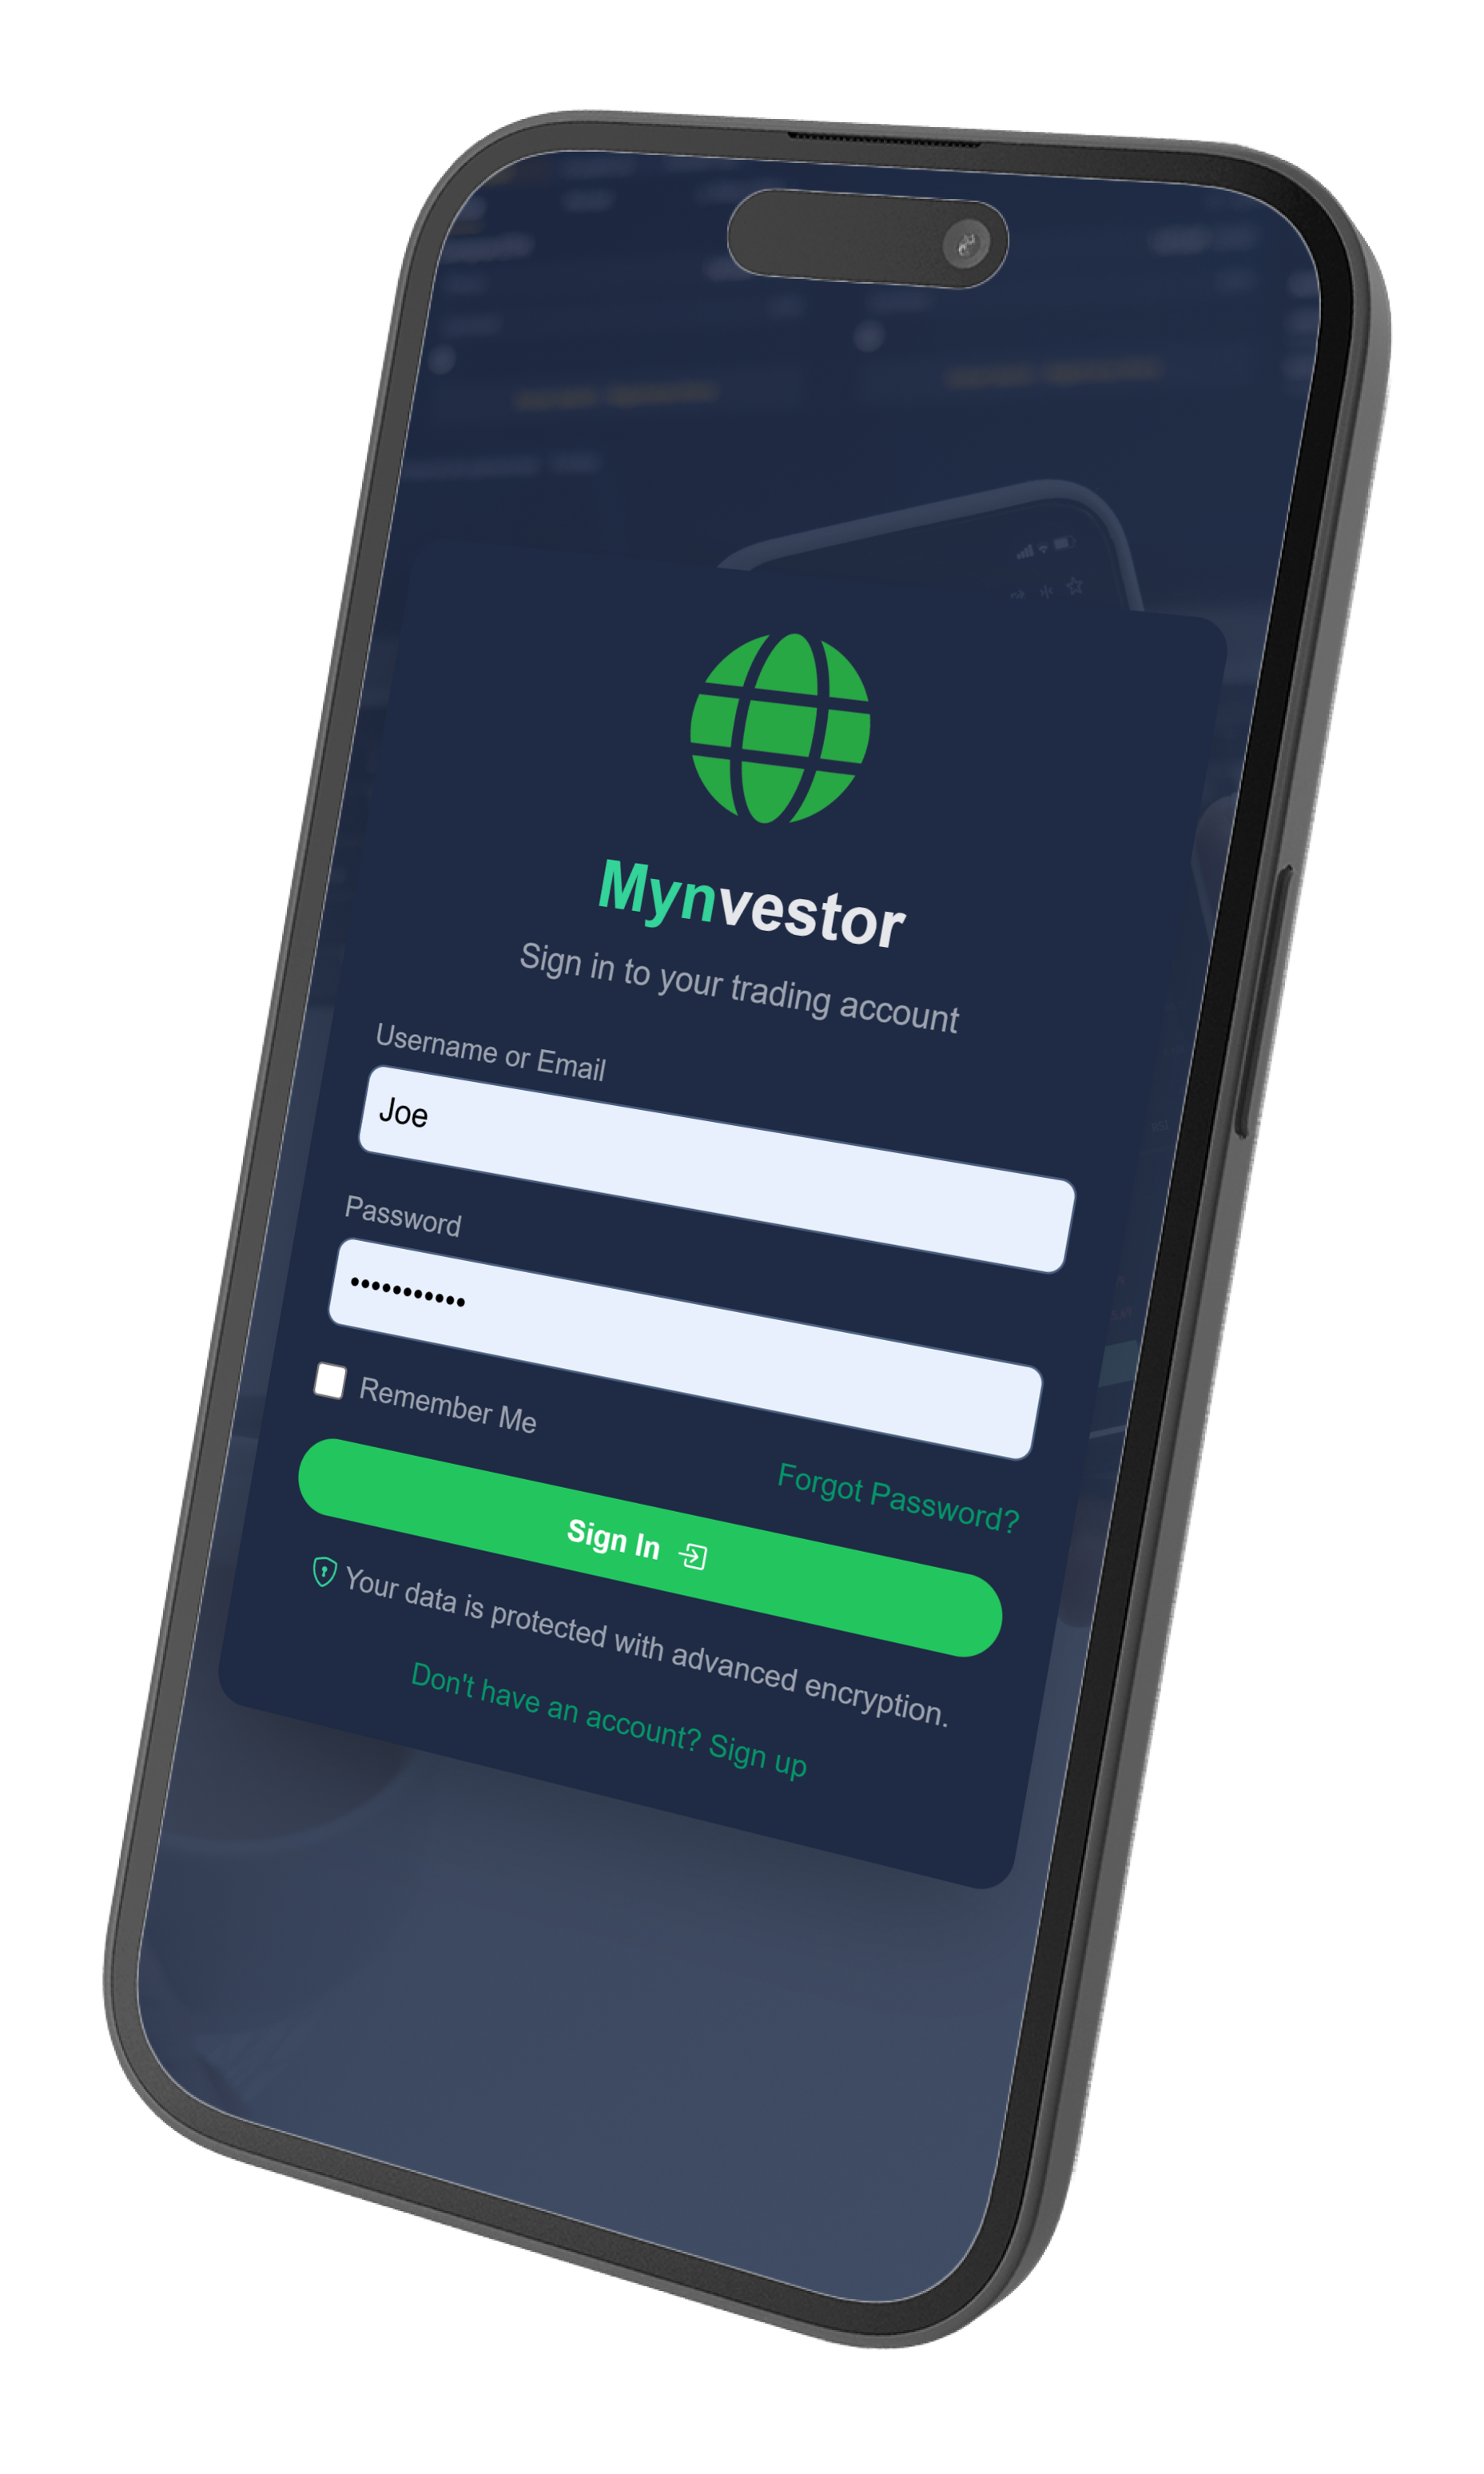 Mynvestor
Sign in to your trading account
Username or Email
Joe
Password
•••••••••••
Remember Me
Forgot Password?
Sign In
Your data is protected with advanced encryption.
Don't have an account? Sign up